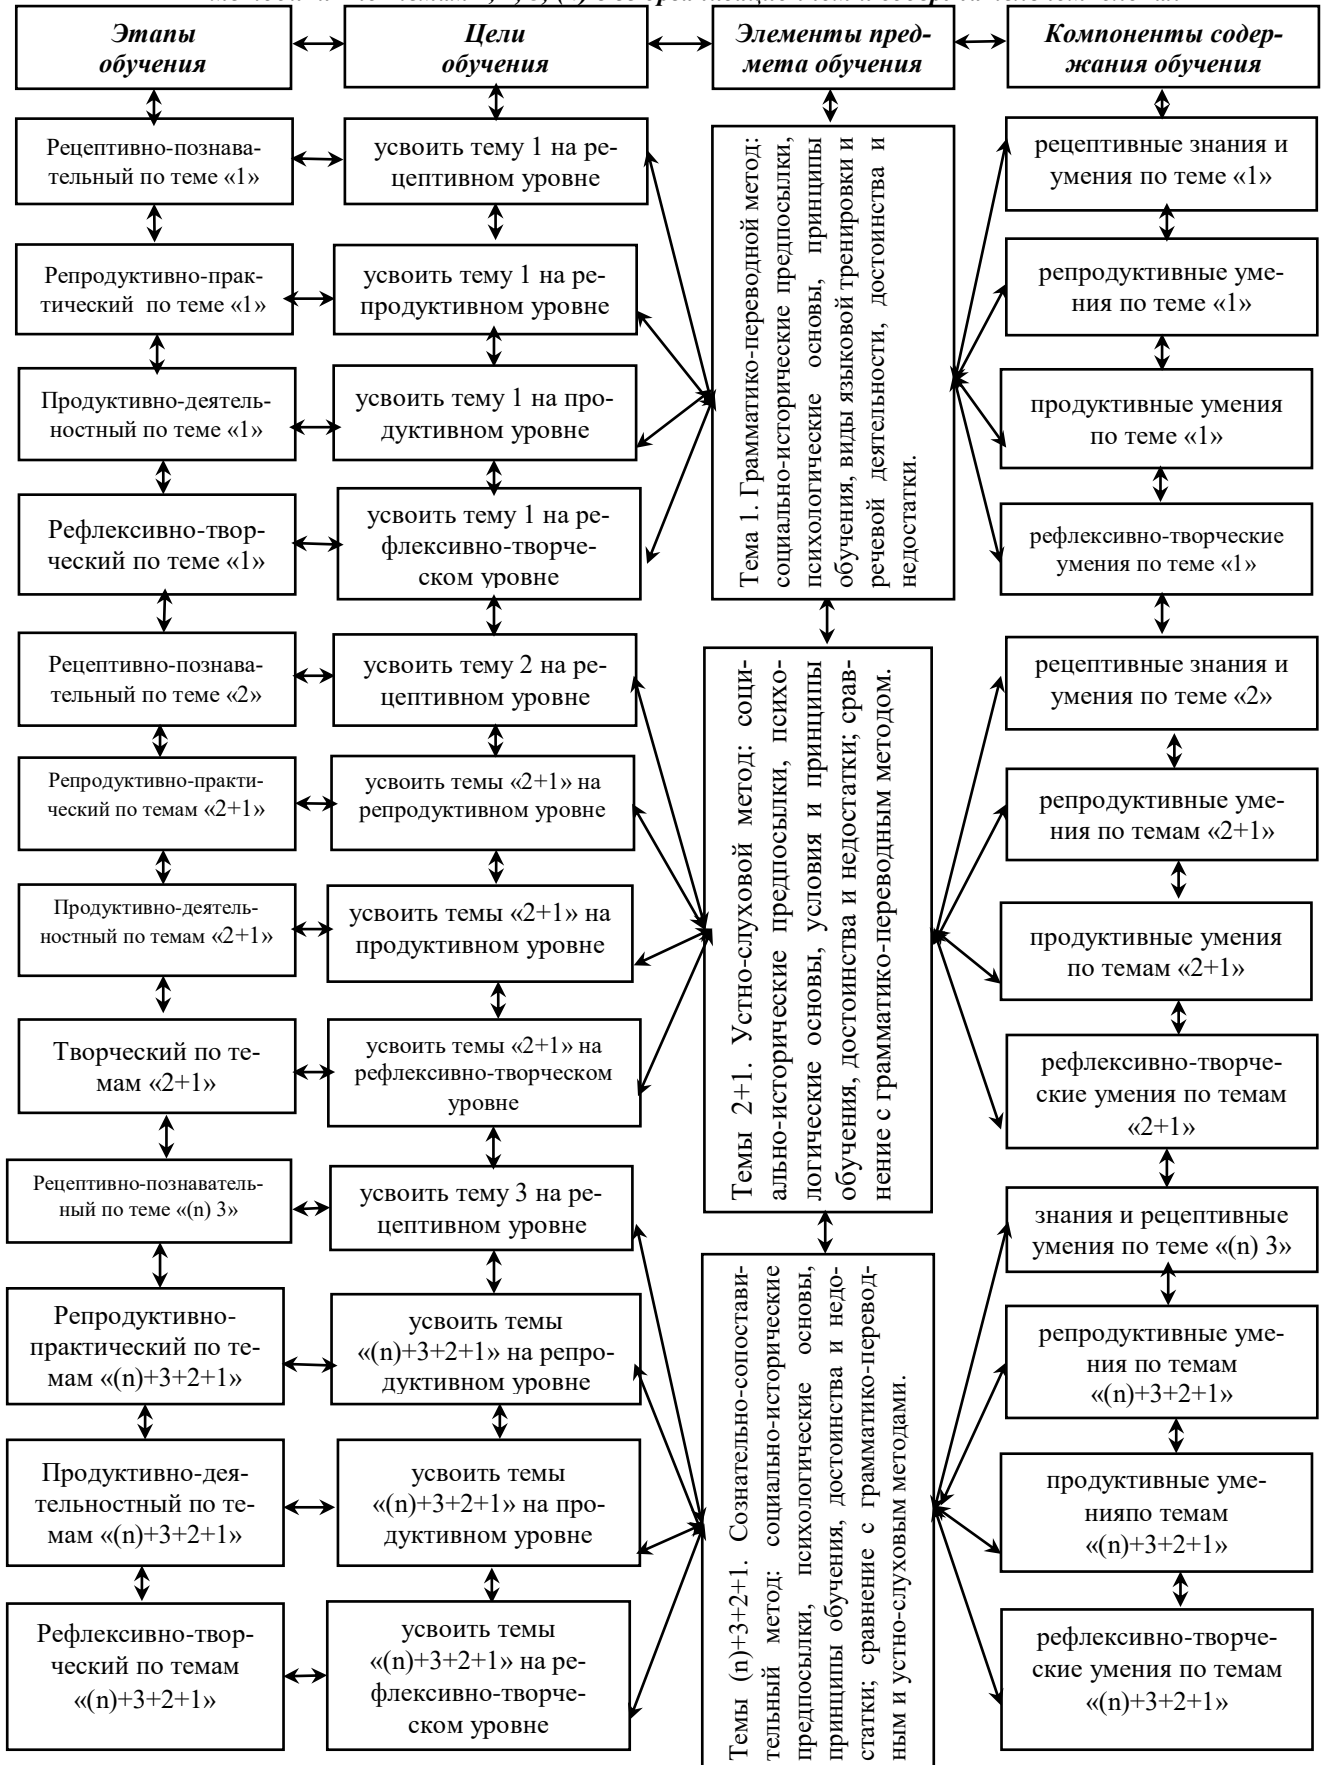 Этапы
обучения
Цели
обучения
Элементы пред-
мета обучения
Компоненты содер-
жания обучения
Рецептивно-познава-
тельный по теме «1»
усвоить тему 1 на ре-
цептивном уровне
рецептивные знания и
умения по теме «1»
Репродуктивно-прак-
тический по теме «1»
усвоить тему 1 на ре-
продуктивном уровне
репродуктивные уме-
ния по теме «1»
Продуктивно-деятель-
ностный по теме «1»
усвоить тему 1 на про-
дуктивном уровне
продуктивные умения
по теме «1»
Рефлексивно-твор-
ческий по теме «1»
усвоить тему 1 на ре-
флексивно-творче-
ском уровне
рефлексивно-творческие
умения по теме «1»
Тема 1. Грамматико-переводной метод:
социально-исторические предпосылки,
психологические основы, принципы
обучения, виды языковой тренировки и
речевой деятельности, достоинства и
недостатки.
Рецептивно-познава-
тельный по теме «2»
усвоить тему 2 на ре-
цептивном уровне
рецептивные знания и
умения по теме «2»
Репродуктивно-практи-
ческий по темам «2+1»
усвоить темы «2+1» на
репродуктивном уровне
репродуктивные уме-
ния по темам «2+1»
Продуктивно-деятель-
ностный по темам «2+1»
усвоить темы «2+1» на
продуктивном уровне
продуктивные умения
по темам «2+1»
Творческий по те-
мам «2+1»
усвоить темы «2+1» на
рефлексивно-творческом
уровне
рефлексивно-творче-
ские умения по темам
«2+1»
Темы 2+1. Устно-слуховой метод: соци-
ально-исторические предпосылки, психо-
логические основы, условия и принципы
обучения, достоинства и недостатки; срав-
нение с грамматико-переводным методом.
Рецептивно-познаватель-
ный по теме «(n) 3»
усвоить тему 3 на ре-
цептивном уровне
знания и рецептивные
умения по теме «(n) 3»
Репродуктивно-
практический по те-
мам «(n)+3+2+1»
усвоить темы
«(n)+3+2+1» на репро-
дуктивном уровне
репродуктивные уме-
ния по темам
«(n)+3+2+1»
Продуктивно-дея-
тельностный по те-
мам «(n)+3+2+1»
усвоить темы
«(n)+3+2+1» на про-
дуктивном уровне
продуктивные уме-
нияпо темам
«(n)+3+2+1»
Рефлексивно-твор-
ческий по темам
«(n)+3+2+1»
усвоить темы
«(n)+3+2+1» на ре-
флексивно-творче-
ском уровне
рефлексивно-творче-
ские умения по темам
«(n)+3+2+1»
Темы (n)+3+2+1. Сознательно-сопостави-
тельный метод: социально-исторические
предпосылки, психологические основы,
принципы обучения, достоинства и недо-
статки; сравнение с грамматико-перевод-
ным и устно-слуховым методами.